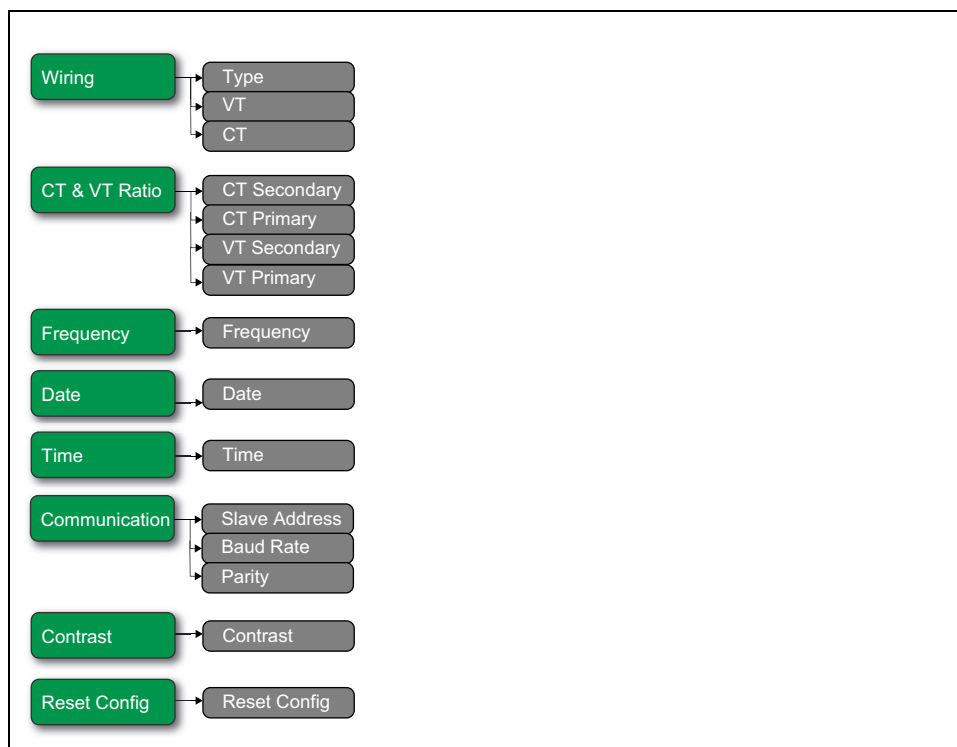 Wiring
Type
VT
CT
CT & VT Ratio
CT Secondary
CT Primary
VT Secondary
VT Primary
Frequency
Frequency
Date
Date
Time
Time
Communication
Slave Address
Baud Rate
Parity
Contrast
Contrast
Reset Config
Reset Config